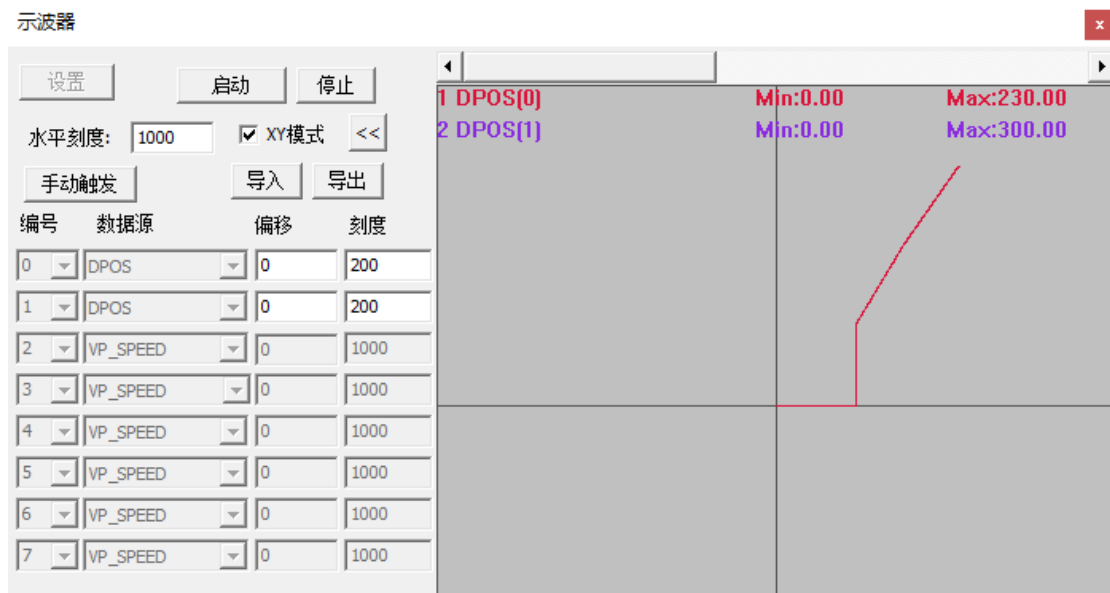 示波器
x
设置 启动 停止
水平刻度: 1000 XY模式 <<
手动触发 导入 导出
编号 数据源 偏移 刻度
0 DPOS 0 200
1 DPOS 0 200
2 VP_SPEED 0 1000
3 VP_SPEED 0 1000
4 VP_SPEED 0 1000
5 VP_SPEED 0 1000
6 VP_SPEED 0 1000
7 VP_SPEED 0 1000
1 DPOS(0) Min:0.00 Max:230.00
2 DPOS(1) Min:0.00 Max:300.00